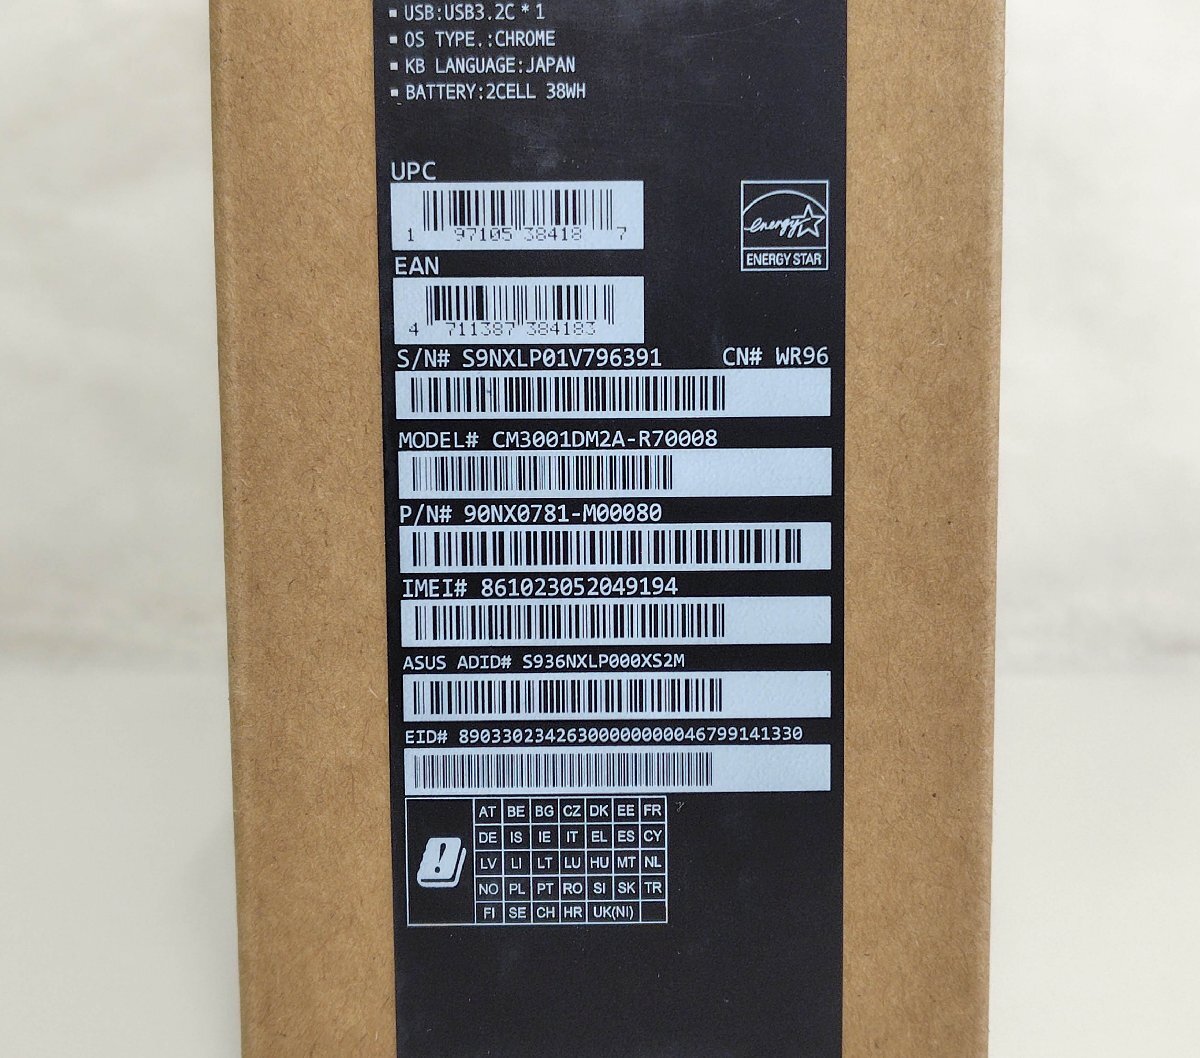 ▪ USB:USB3.2C*1
▪ OS TYPE.:CHROME
▪ KB LANGUAGE:JAPAN
▪ BATTERY:2CELL 38WH
UPC
1 97105 38418 7
energy
ENERGY STAR
EAN
4 711387 384183
S/N# S9NXLP01V796391 CN# WR96
MODEL# CM3001DM2A-R70008
P/N# 90NX0781-M00080
IMEI# 861023052049194
ASUS ADID# S936NXLP000XS2M
EID# 89033023426300000000046799141330
AT BE BG CZ DK EE FR
DE IS IE IT EL ES CY
LV LI LT LU HU MT NL
NO PL PT RO SI SK TR
FI SE CH HR UK(NI)